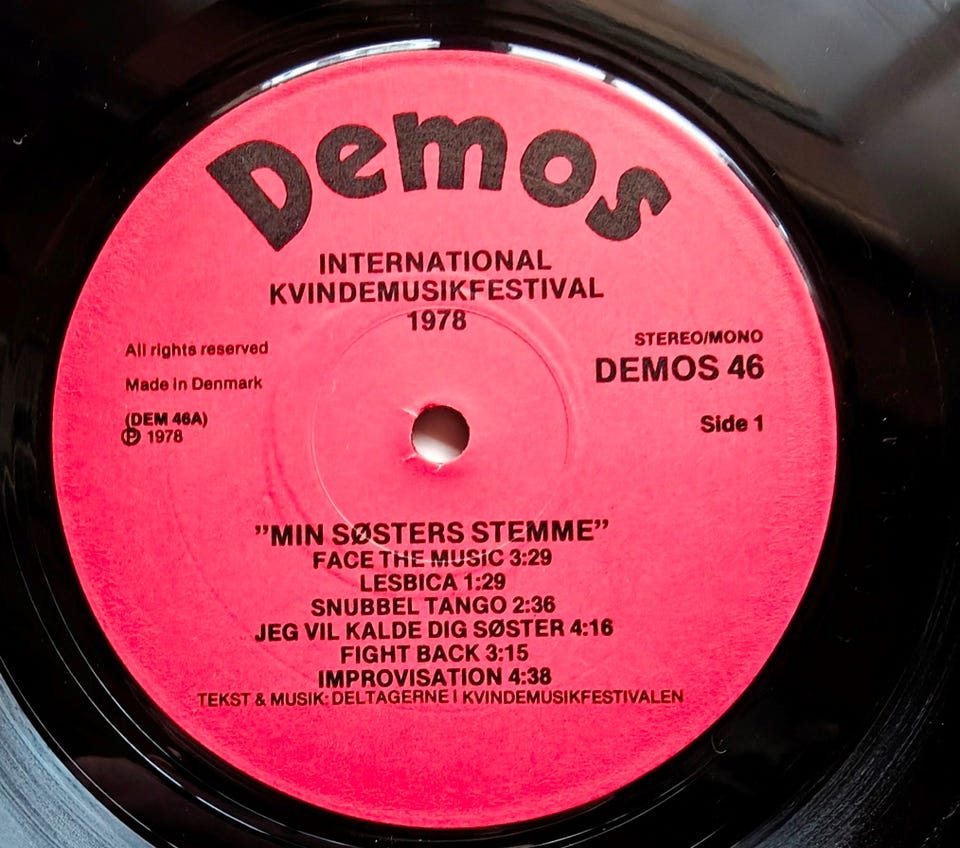 Demos
INTERNATIONAL
KVINDEMUSIKFESTIVAL
1978
All rights reserved
Made in Denmark
(DEM 46A)
Ⓟ 1978
STEREO/MONO
DEMOS 46
Side 1
”MIN SØSTERS STEMME”
FACE THE MUSIC 3:29
LESBICA 1:29
SNUBBEL TANGO 2:36
JEG VIL KALDE DIG SØSTER 4:16
FIGHT BACK 3:15
IMPROVISATION 4:38
TEKST & MUSIK: DELTAGERNE I KVINDEMUSIKFESTIVALEN